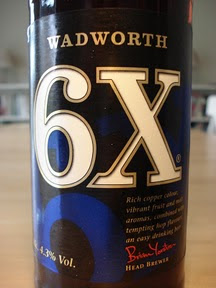 WADWORTH
6X®
Rich copper colour,
vibrant fruit and malt
aromas, combined with
tempting hop flavours
an easy drinking beer
HEAD BREWER
4.3% Vol.